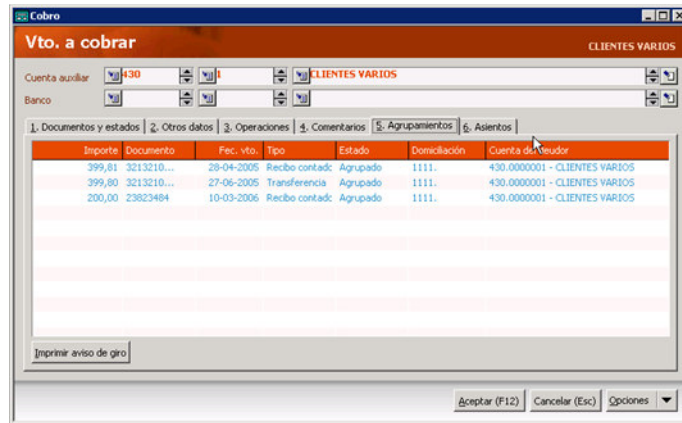 Cobro
Vto. a cobrar
CLIENTES VARIOS
Cuenta auxiliar 430 1 CLIENTES VARIOS
Banco
1. Documentos y estados 2. Otros datos 3. Operaciones 4. Comentarios 5. Agrupamientos 6. Asientos
Importe Documento Fec. vto. Tipo Estado Domiciliación Cuenta del deudor
399,81 3213210... 28-04-2005 Recibo contadc Agrupado 1111. 430.0000001 - CLIENTES VARIOS
399,80 3213210... 27-06-2005 Transferencia Agrupado 1111. 430.0000001 - CLIENTES VARIOS
200,00 23823484 10-03-2006 Recibo contadc Agrupado 1111. 430.0000001 - CLIENTES VARIOS
Imprimir aviso de giro
Aceptar (F12) Cancelar (Esc) Opciones